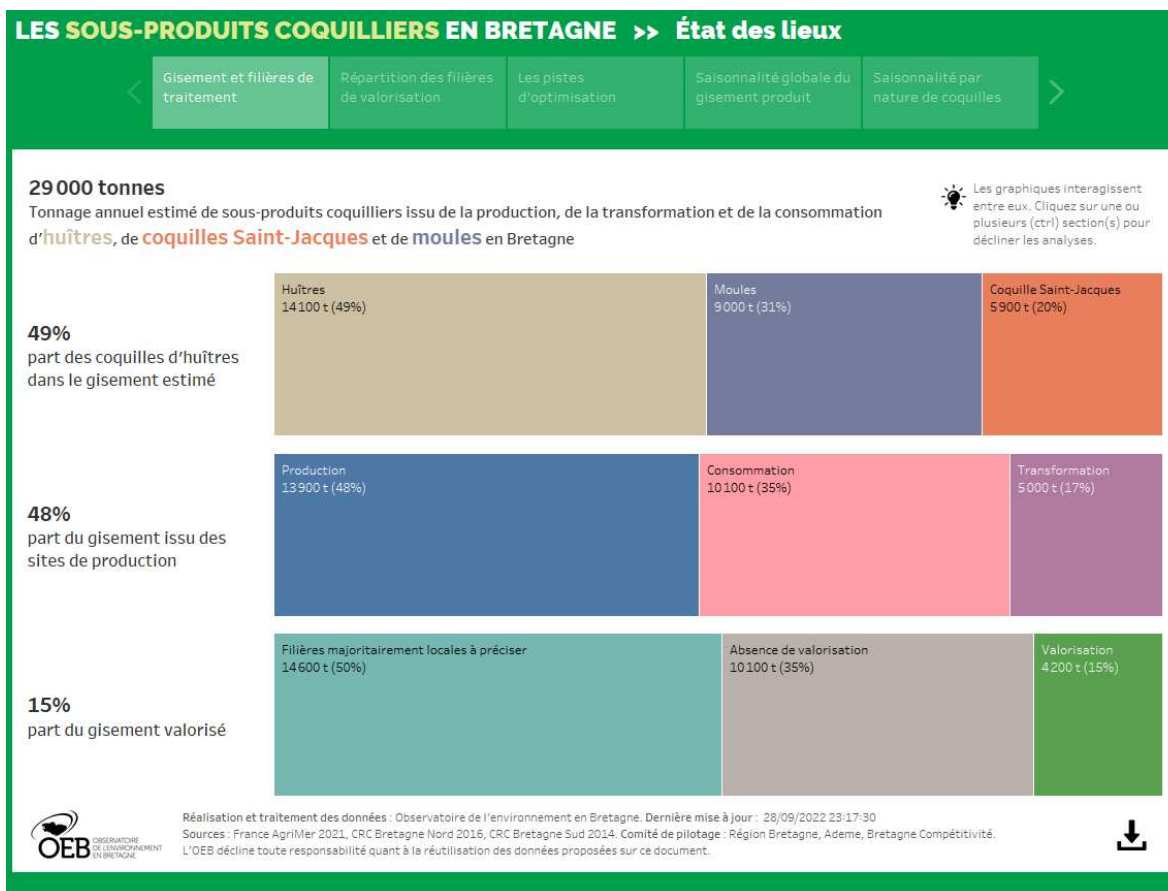 LES SOUS-PRODUITS COQUILLIERS EN BRETAGNE >> État des lieux
Gisement et filières de
traitement
Répartition des filières
de valorisation
Les pistes
d'optimisation
Saisonnalité globale du
gisement produit
Saisonnalité par
nature de coquilles
29 000 tonnes
Tonnage annuel estimé de sous-produits coquilliers issu de la production, de la transformation et de la consommation
d'huîtres, de coquilles Saint-Jacques et de moules en Bretagne
Les graphiques interagissent
entre eux. Cliquez sur une ou
plusieurs (ctrl) section(s) pour
décliner les analyses.
49%
part des coquilles d'huîtres
dans le gisement estimé
Huîtres
14 100 t (49%)
Moules
9 000 t (31%)
Coquille Saint-Jacques
5 900 t (20%)
48%
part du gisement issu des
sites de production
Production
13 900 t (48%)
Consommation
10 100 t (35%)
Transformation
5 000 t (17%)
15%
part du gisement valorisé
Filières majoritairement locales à préciser
14 600 t (50%)
Absence de valorisation
10 100 t (35%)
Valorisation
4 200 t (15%)
OEB OBSERVATOIRE
DE L'ENVIRONNEMENT
EN BRETAGNE
Réalisation et traitement des données : Observatoire de l'environnement en Bretagne. Dernière mise à jour : 28/09/2022 23:17:30
Sources : France AgriMer 2021, CRC Bretagne Nord 2016, CRC Bretagne Sud 2014. Comité de pilotage : Région Bretagne, Ademe, Bretagne Compétitivité.
L'OEB décline toute responsabilité quant à la réutilisation des données proposées sur ce document.